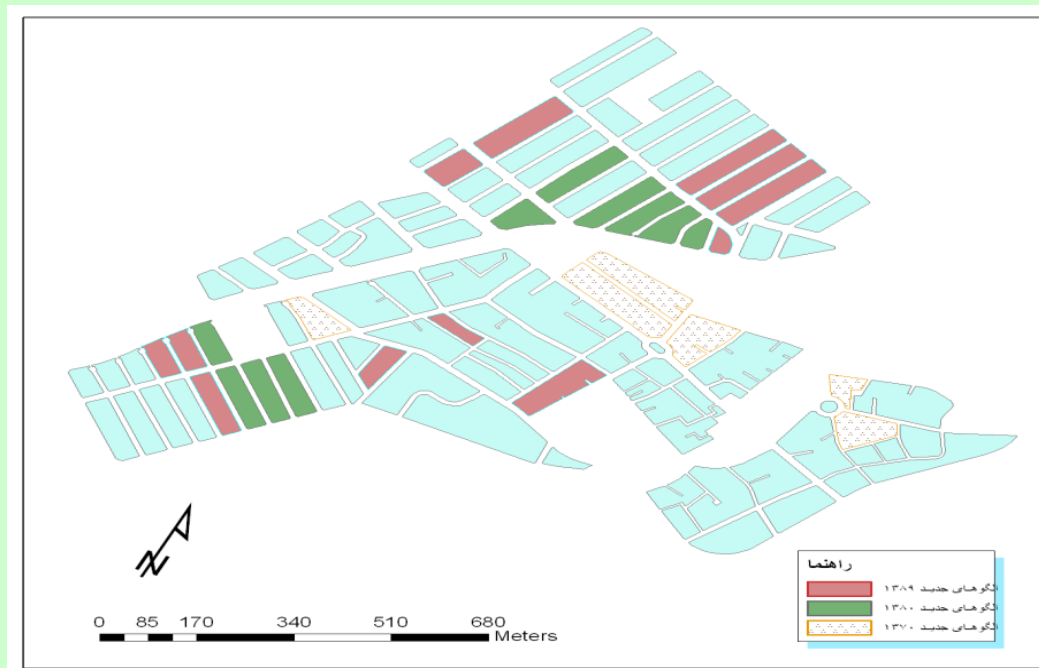 N
راهنما
الگوهای جدید ۱۳۸۹
الگوهای جدید ۱۳۸۰
الگوهای جدید ۱۳۷۰
0 85 170 340 510 680
Meters